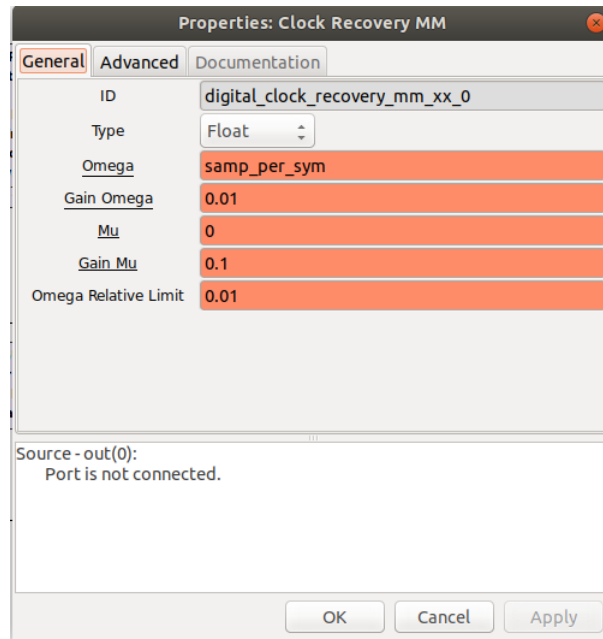 Properties: Clock Recovery MM
General Advanced Documentation
ID digital_clock_recovery_mm_xx_0
Type Float
Omega samp_per_sym
Gain Omega 0.01
Mu 0
Gain Mu 0.1
Omega Relative Limit 0.01
Source - out(0):
Port is not connected.
OK Cancel Apply